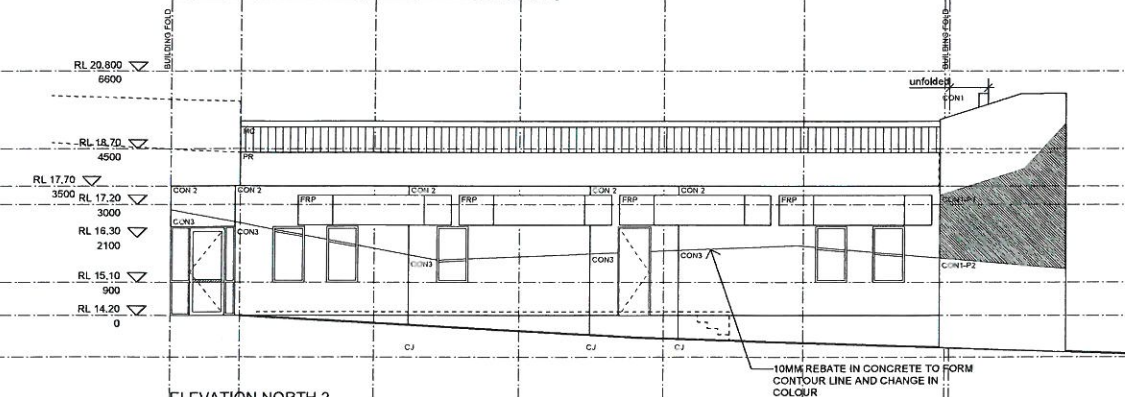 BUILDING FOLD
BUILDING FOLD
RL 20.800
6600
unfolded
CON1
MC
RL 18.70
4500
PR
RL 17.70
3500
CON 2
CON 2
CON 2
CON 2
CON 2
RL 17.20
3000
FRP
FRP
FRP
FRP
CON1-P1
CON3
RL 16.30
2100
CON3
CON3
CON3
CON3
CON1-P2
RL 15.10
900
RL 14.20
0
CJ
CJ
CJ
10MM REBATE IN CONCRETE TO FORM
CONTOUR LINE AND CHANGE IN
COLOUR
ELEVATION NORTH 2